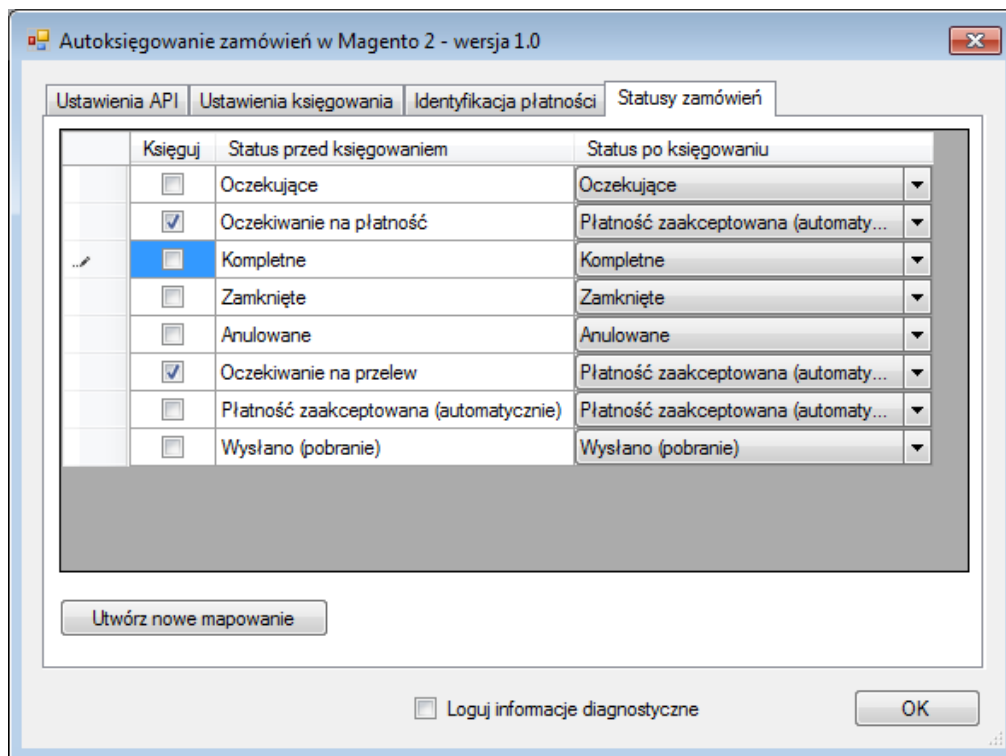 Autoksięgowanie zamówień w Magento 2 - wersja 1.0
Ustawienia API Ustawienia księgowania Identyfikacja płatności Statusy zamówień
Księguj Status przed księgowaniem Status po księgowaniu
Oczekujące Oczekujące
Oczekiwanie na płatność Płatność zaakceptowana (automaty...
Kompletne Kompletne
Zamknięte Zamknięte
Anulowane Anulowane
Oczekiwanie na przelew Płatność zaakceptowana (automaty...
Płatność zaakceptowana (automatycznie) Płatność zaakceptowana (automaty...
Wysłano (pobranie) Wysłano (pobranie)
Utwórz nowe mapowanie
Loguj informacje diagnostyczne OK